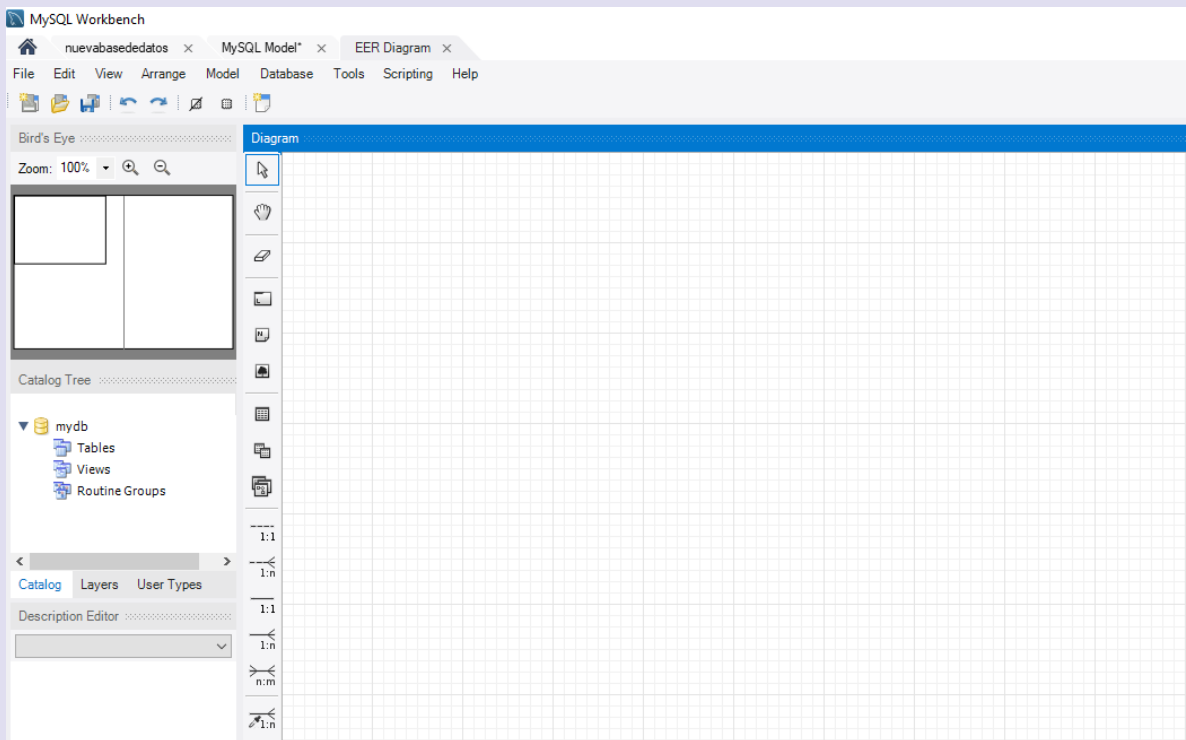 MySQL Workbench
nuevabasededatos
MySQL Model*
EER Diagram
File Edit View Arrange Model Database Tools Scripting Help
Bird's Eye
Zoom: 100%
Diagram
Catalog Tree
mydb
Tables
Views
Routine Groups
Catalog Layers User Types
Description Editor
1:1
1:n
1:1
1:n
n:m
1:n